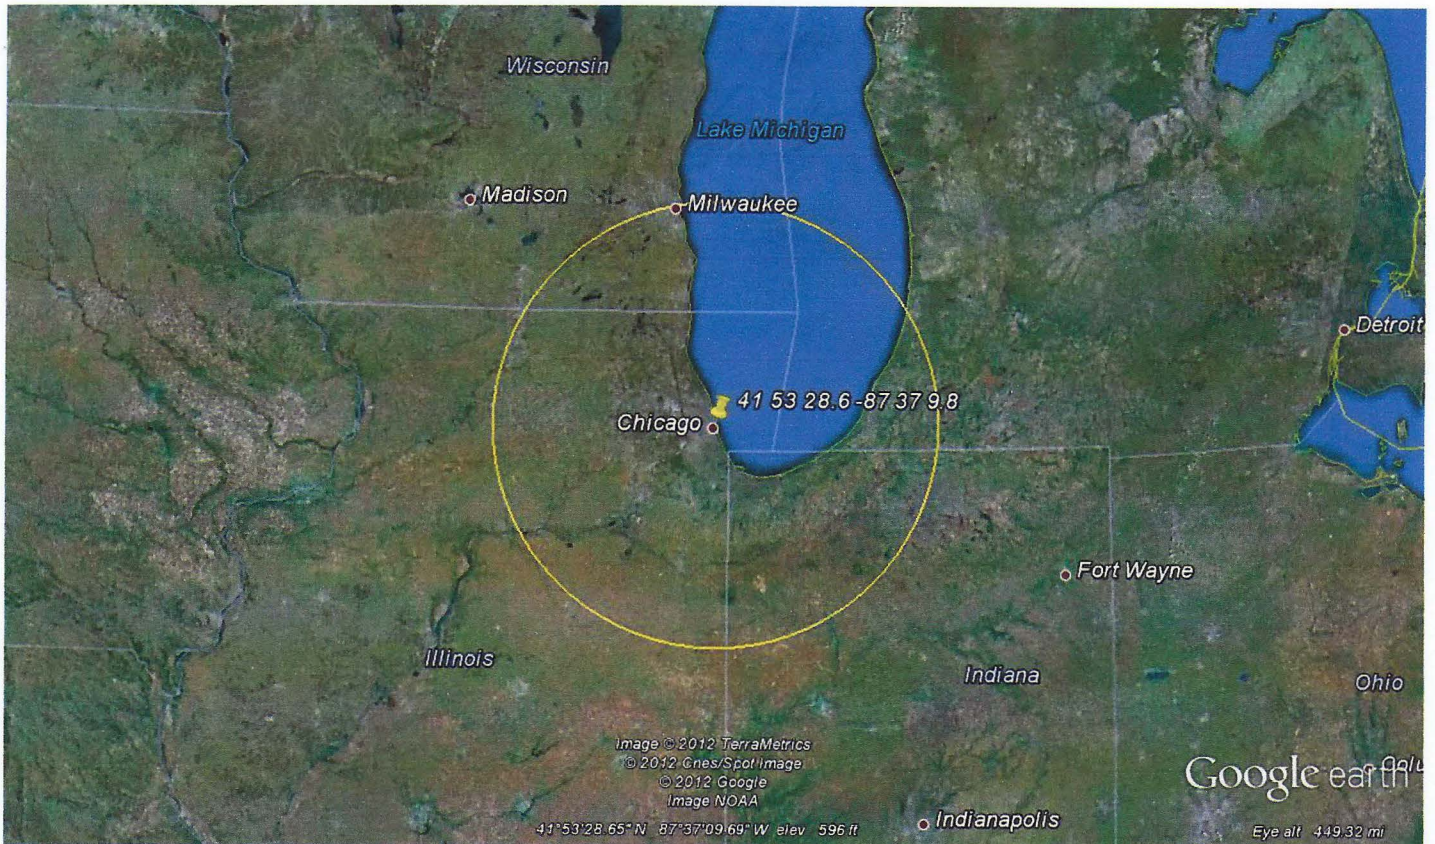 Wisconsin
Lake Michigan
Madison
Milwaukee
Detroit
41 53 28.6 -87 37 9.8
Chicago
Fort Wayne
Illinois
Indiana
Ohio
Image © 2012 TerraMetrics
© 2012 Cnes/Spot Image
© 2012 Google
Image NOAA
Google earth
Colu
Indianapolis
41°53'28.65" N 87°37'09.69" W elev 596 ft
Eye alt 449.32 mi